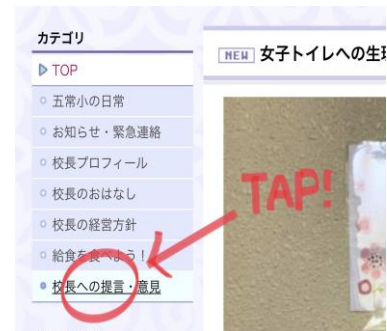 カテゴリ
TOP
五常小の日常
お知らせ・緊急連絡
校長プロフィール
校長のおはなし
校長の経営方針
給食を食べよう！
校長への提言・意見
NEW 女子トイレへの生理
TAP!